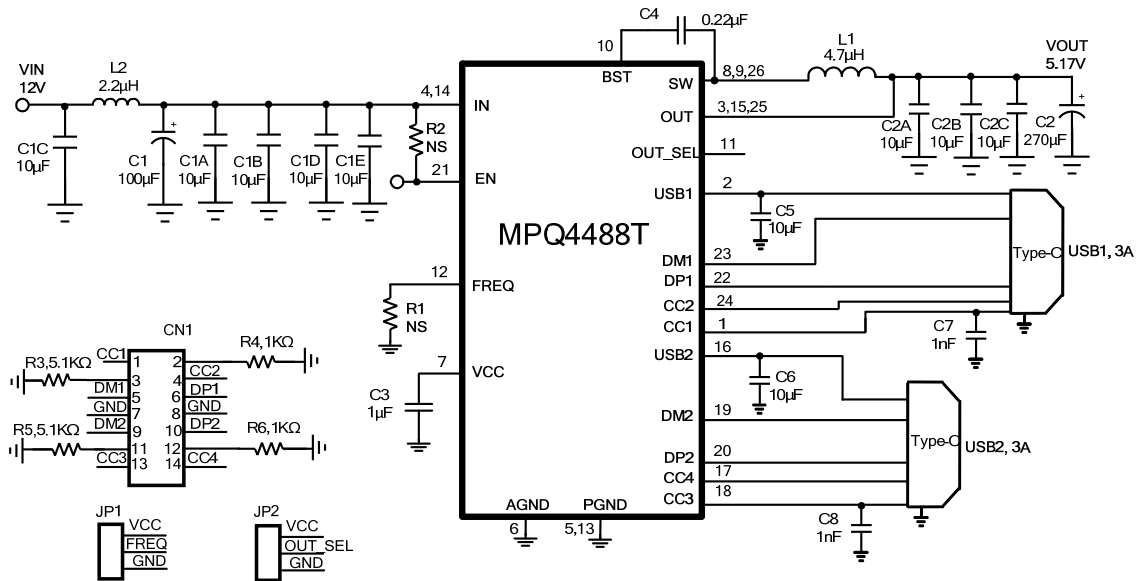 C4
0.22µF
10
BST
L1
4.7µH
VOUT
5.17V
VIN
12V
L2
2.2µH
4,14
IN
SW
8,9,26
OUT
3,15,25
C1C
10µF
C1
100µF
C1A
10µF
C1B
10µF
C1D
10µF
C1E
10µF
R2
NS
21
EN
OUT_SEL
11
C2A
10µF
C2B
10µF
C2C
10µF
C2
270µF
USB1
2
C5
10µF
MPQ4488T
DM1
23
DP1
22
CC2
24
CC1
1
Type-C
USB1, 3A
12
FREQ
R1
NS
C7
1nF
7
VCC
C3
1µF
USB2
16
C6
10µF
DM2
19
DP2
20
CC4
17
CC3
18
Type-C
USB2, 3A
C8
1nF
AGND
6
PGND
5,13
CN1
CC1 1 2 R4,1KΩ
R3,5.1KΩ 3 4 CC2
DM1 5 6 DP1
GND 7 8 GND
DM2 9 10 DP2
R5,5.1KΩ 11 12 R6,1KΩ
CC3 13 14 CC4
JP1
VCC
FREQ
GND
JP2
VCC
OUT_SEL
GND
+
+